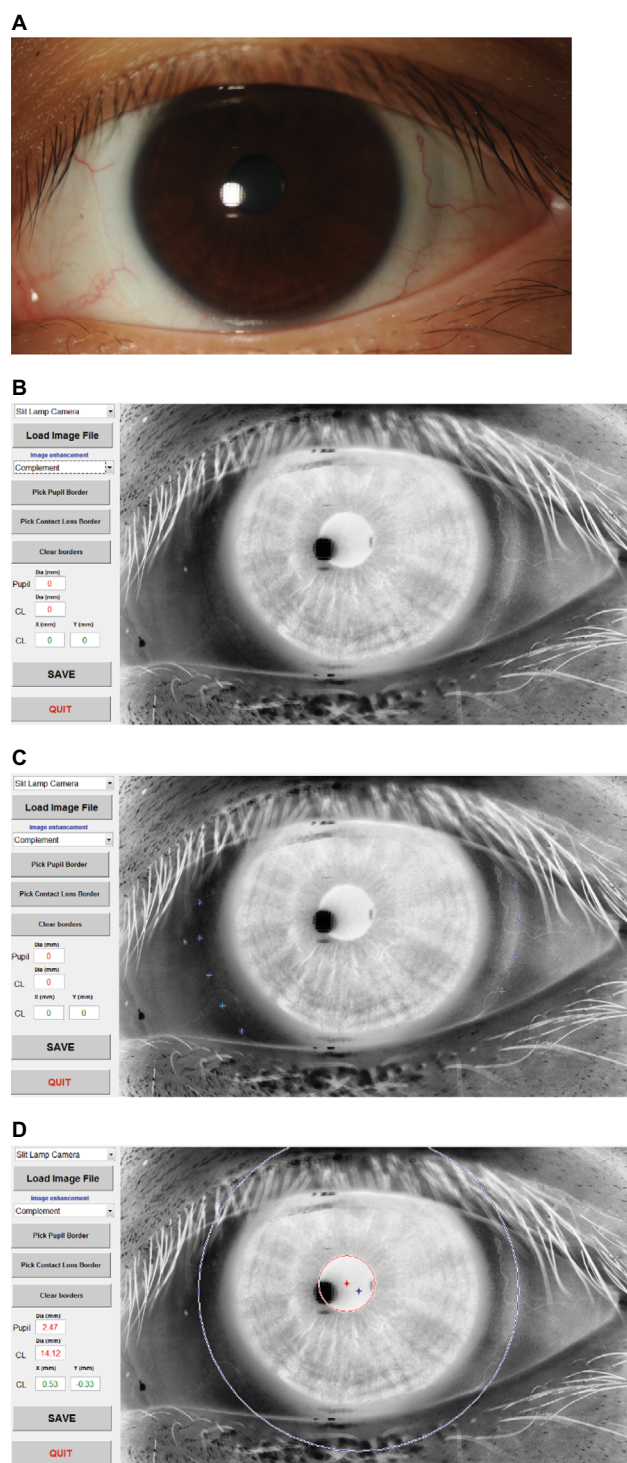 A
B
Slit Lamp Camera
Load Image File
Image enhancement
Complement
Pick Pupil Border
Pick Contact Lens Border
Clear borders
Dia (mm)
Pupil 0
Dia (mm)
CL 0
X (mm) Y (mm)
CL 0 0
SAVE
QUIT
C
Slit Lamp Camera
Load Image File
Image enhancement
Complement
Pick Pupil Border
Pick Contact Lens Border
Clear borders
Dia (mm)
Pupil 0
Dia (mm)
CL 0
X (mm) Y (mm)
CL 0 0
SAVE
QUIT
D
Slit Lamp Camera
Load Image File
Image enhancement
Complement
Pick Pupil Border
Pick Contact Lens Border
Clear borders
Dia (mm)
Pupil 2.47
Dia (mm)
CL 14.12
X (mm) Y (mm)
CL 0.53 -0.33
SAVE
QUIT